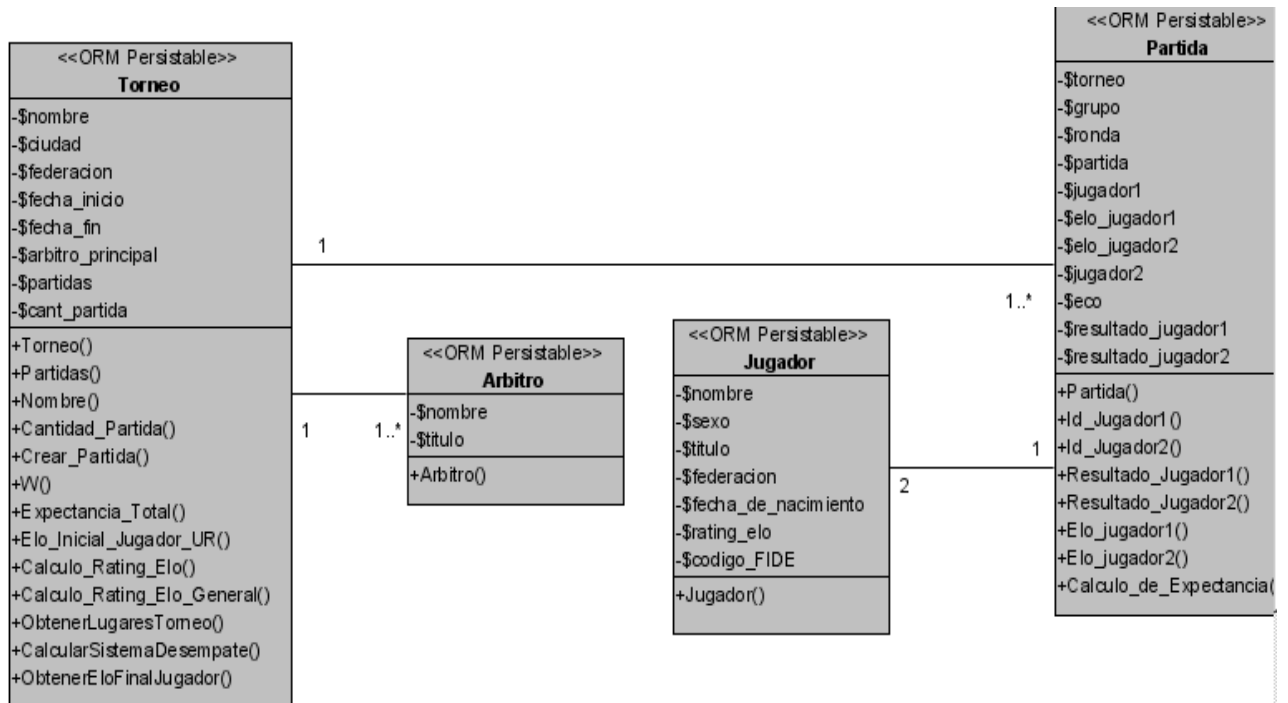 <<ORM Persistable>>
Torneo
-$nombre
-$ciudad
-$federacion
-$fecha_inicio
-$fecha_fin
-$arbitro_principal
-$partidas
-$cant_partida
+Torneo()
+Partidas()
+Nombre()
+Cantidad_Partida()
+Crear_Partida()
+W()
+Expectancia_Total()
+Elo_Inicial_Jugador_UR()
+Calculo_Rating_Elo()
+Calculo_Rating_Elo_General()
+ObtenerLugaresTorneo()
+CalcularSistemaDesempate()
+ObtenerEloFinalJugador()
1
1..*
1
1..*
<<ORM Persistable>>
Arbitro
-$nombre
-$titulo
+Arbitro()
<<ORM Persistable>>
Jugador
-$nombre
-$sexo
-$titulo
-$federacion
-$fecha_de_nacimiento
-$rating_elo
-$codigo_FIDE
+Jugador()
2
1
<<ORM Persistable>>
Partida
-$torneo
-$grupo
-$ronda
-$partida
-$jugador1
-$elo_jugador1
-$elo_jugador2
-$jugador2
-$eco
-$resultado_jugador1
-$resultado_jugador2
+Partida()
+Id_Jugador1()
+Id_Jugador2()
+Resultado_Jugador1()
+Resultado_Jugador2()
+Elo_jugador1()
+Elo_jugador2()
+Calculo_de_Expectancia(